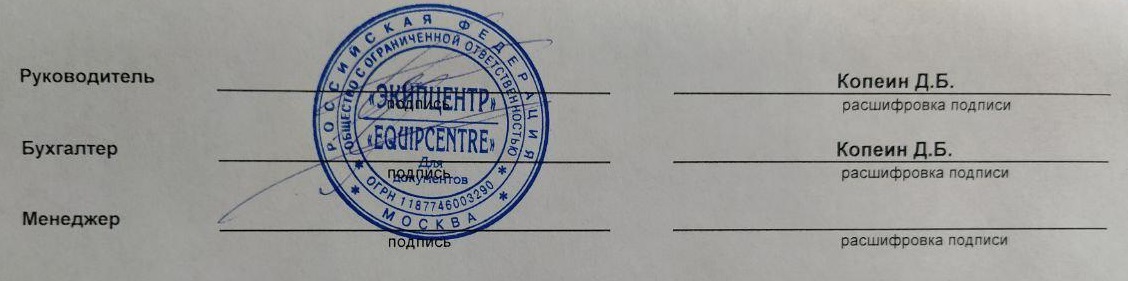 Руководитель
подпись
Копеин Д.Б.
расшифровка подписи
Бухгалтер
подпись
Копеин Д.Б.
расшифровка подписи
Менеджер
подпись
расшифровка подписи
РОССИЙСКАЯ ФЕДЕРАЦИЯ
ОБЩЕСТВО С ОГРАНИЧЕННОЙ ОТВЕТСТВЕННОСТЬЮ
«ЭКИПЦЕНТР»
«EQUIPCENTRE»
Для
документов
ОГРН 1187746003290
МОСКВА